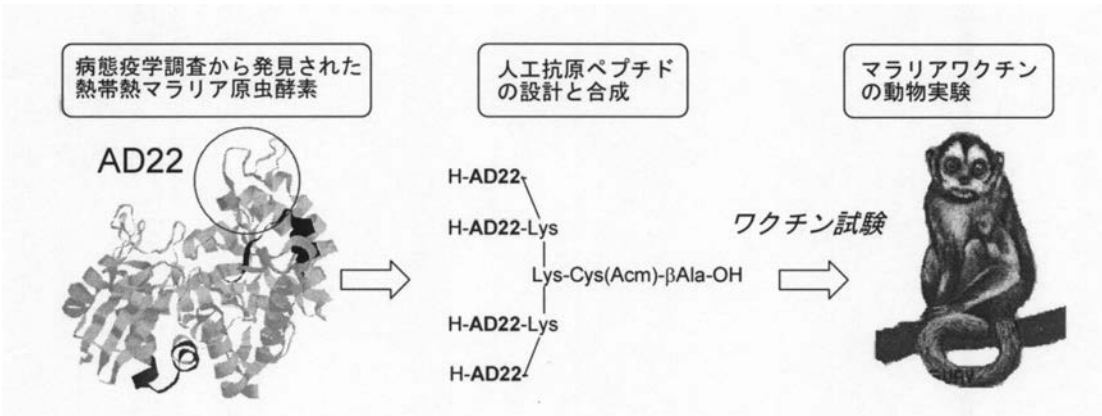 病態疫学調査から発見された
熱帯熱マラリア原虫酵素
人工抗原ペプチド
の設計と合成
マラリアワクチン
の動物実験
AD22
H-AD22-
H-AD22-Lys
Lys-Cys(Acm)-βAla-OH
H-AD22-Lys
H-AD22-
ワクチン試験